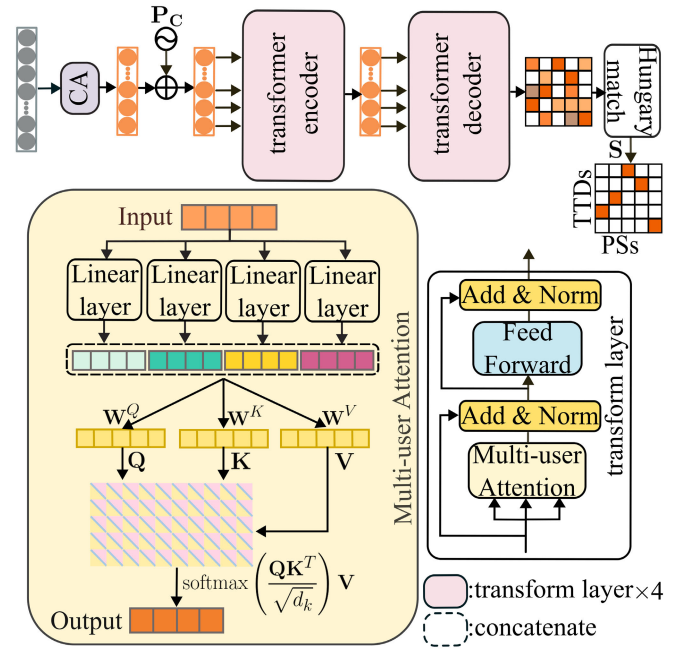 P_C
CA
transformer
encoder
transformer
decoder
Hungary
match
S
TTDs
PSs
Input
Linear
layer
Linear
layer
Linear
layer
Linear
layer
W^Q
W^K
W^V
Q
K
V
softmax (QK^T / √d_k) V
Output
Multi-user Attention
Add & Norm
Feed
Forward
Add & Norm
Multi-user
Attention
transform layer
:transform layer×4
:concatenate